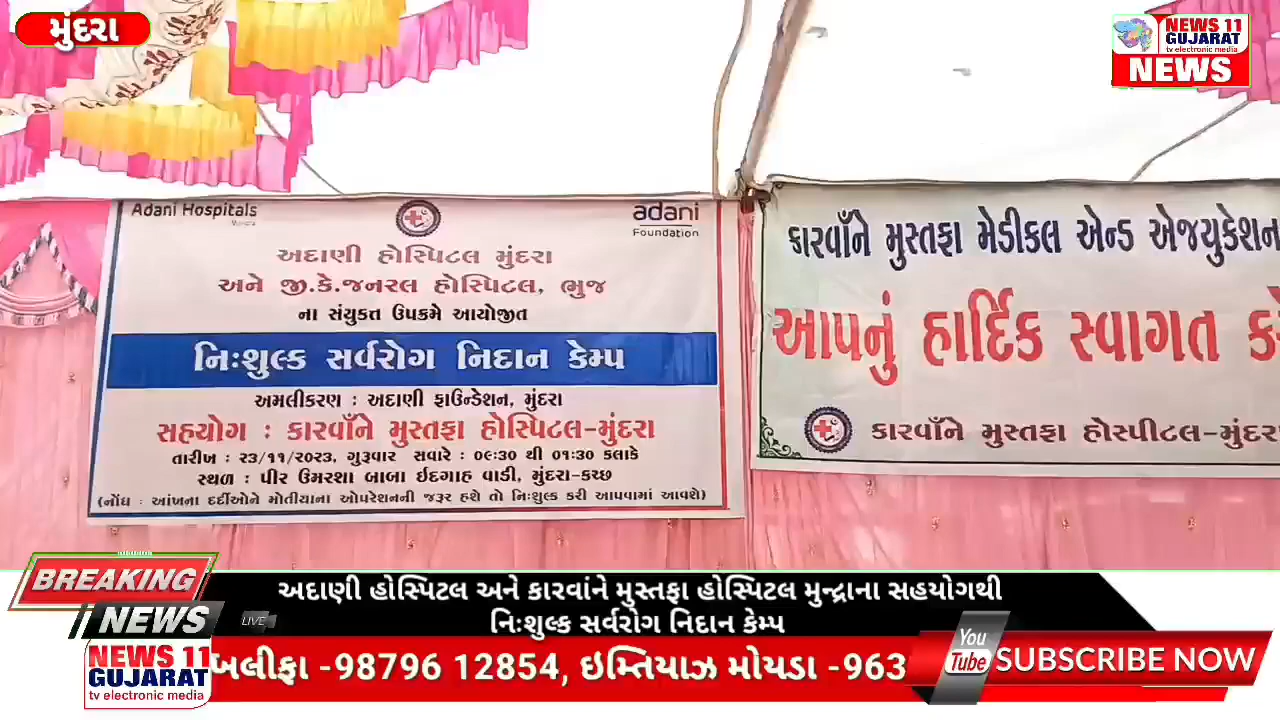 મુંદરા
NEWS 11
GUJARAT
tv electronic media
NEWS
Adani Hospitals
Mundra
adani
Foundation
અદાણી હોસ્પિટલ મુંદરા
અને જી.કે.જનરલ હોસ્પિટલ, ભુજ
ના સંયુકત ઉપક્રમે આયોજીત
નિઃશુલ્ક સર્વરોગ નિદાન કેમ્પ
અમલીકરણ : અદાણી ફાઉન્ડેશન, મુંદરા
સહયોગ : કારવાઁને મુસ્તફા હોસ્પિટલ-મુંદરા
તારીખ : ૨૩/૧૧/૨૦૨૩, ગુરૂવાર સવારે : ૦૯:૩૦ થી ૦૧:૩૦ કલાકે
સ્થળ : પીર ઉમરશા બાબા ઇદગાહ વાડી, મુંદરા-કચ્છ
(નોંધ : આંખના દર્દીઓને મોતીયાના ઓપરેશનની જરૂર હશે તો નિઃશુલ્ક કરી આપવામાં આવશે)
કારવાઁને મુસ્તફા મેડીકલ એન્ડ એજયુકેશન
આપનું હાર્દિક સ્વાગત
કારવાઁને મુસ્તફા હોસ્પીટલ-મુંદરા
BREAKING
NEWS
LIVE
અદાણી હોસ્પિટલ અને કારવાંને મુસ્તફા હોસ્પિટલ મુન્દ્રાના સહયોગથી
નિઃશુલ્ક સર્વરોગ નિદાન કેમ્પ
NEWS 11
GUJARAT
tv electronic media
ખલીફા -98796 12854, ઇમ્તિયાઝ મોયડા -963
You
Tube
SUBSCRIBE NOW